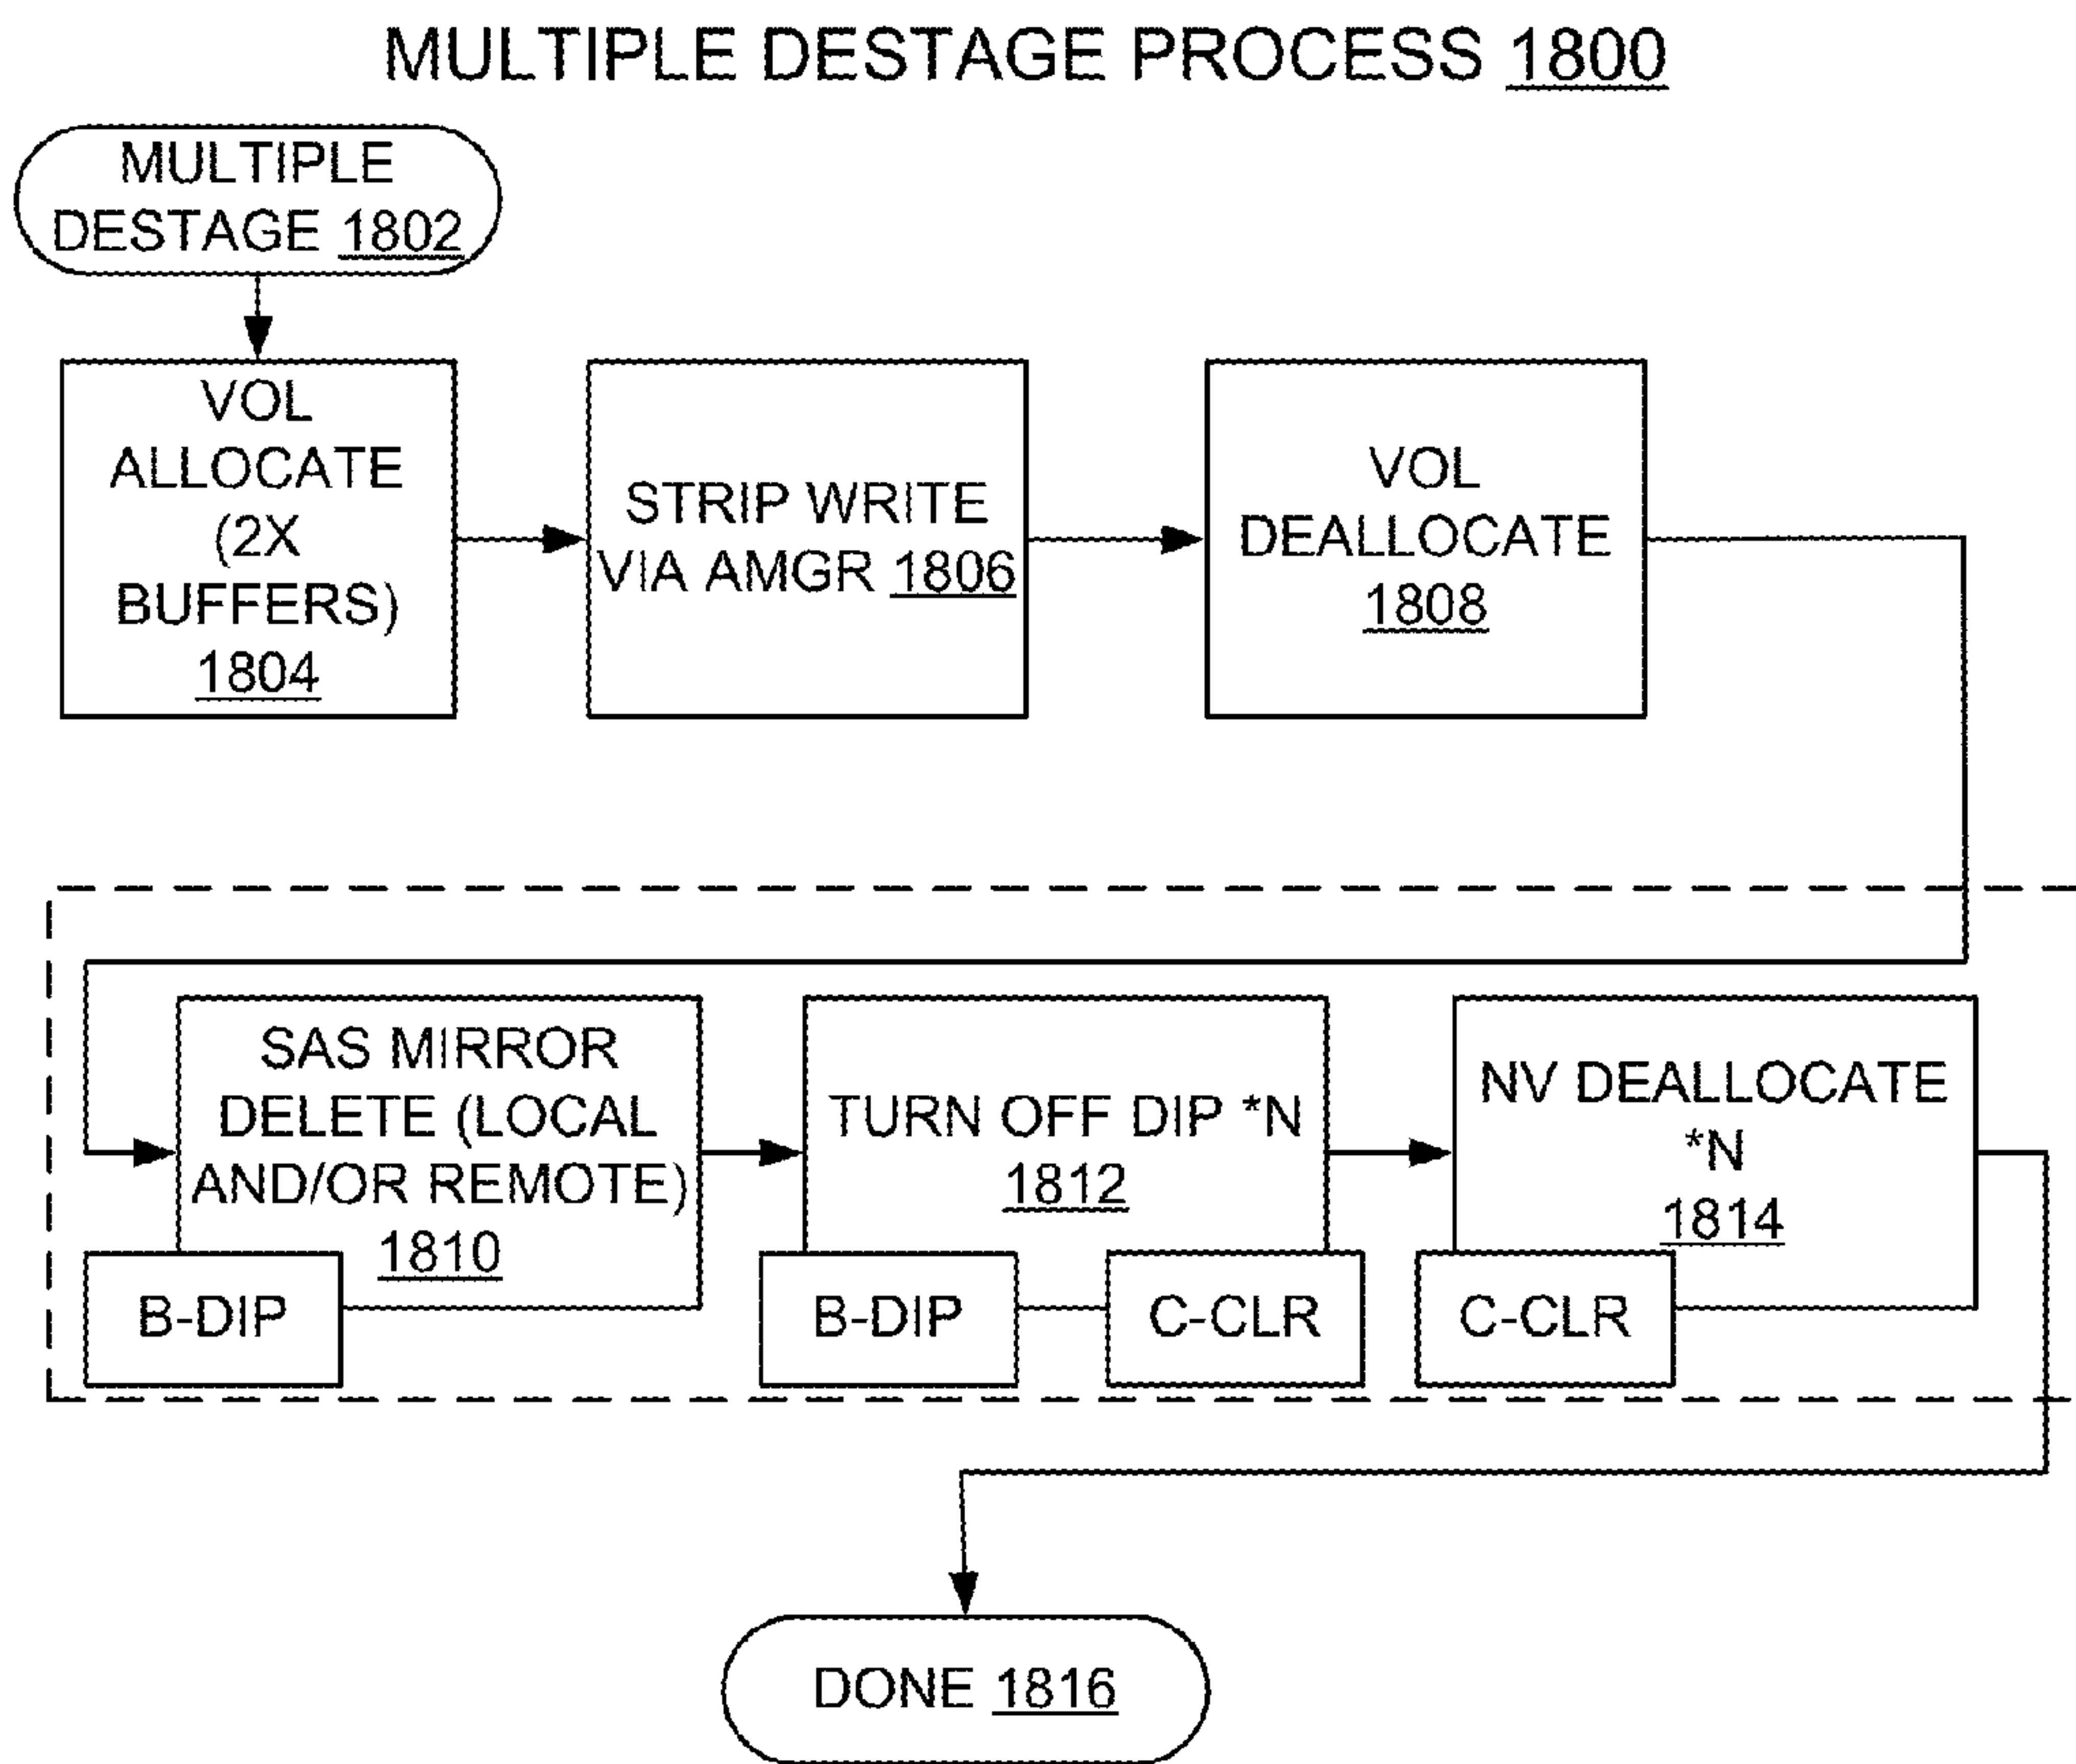 MULTIPLE DESTAGE PROCESS 1800
MULTIPLE
DESTAGE 1802
VOL
ALLOCATE
(2X
BUFFERS)
1804
STRIP WRITE
VIA AMGR 1806
VOL
DEALLOCATE
1808
SAS MIRROR
DELETE (LOCAL
AND/OR REMOTE)
1810
B-DIP
TURN OFF DIP *N
1812
B-DIP
C-CLR
NV DEALLOCATE
*N
1814
C-CLR
DONE 1816